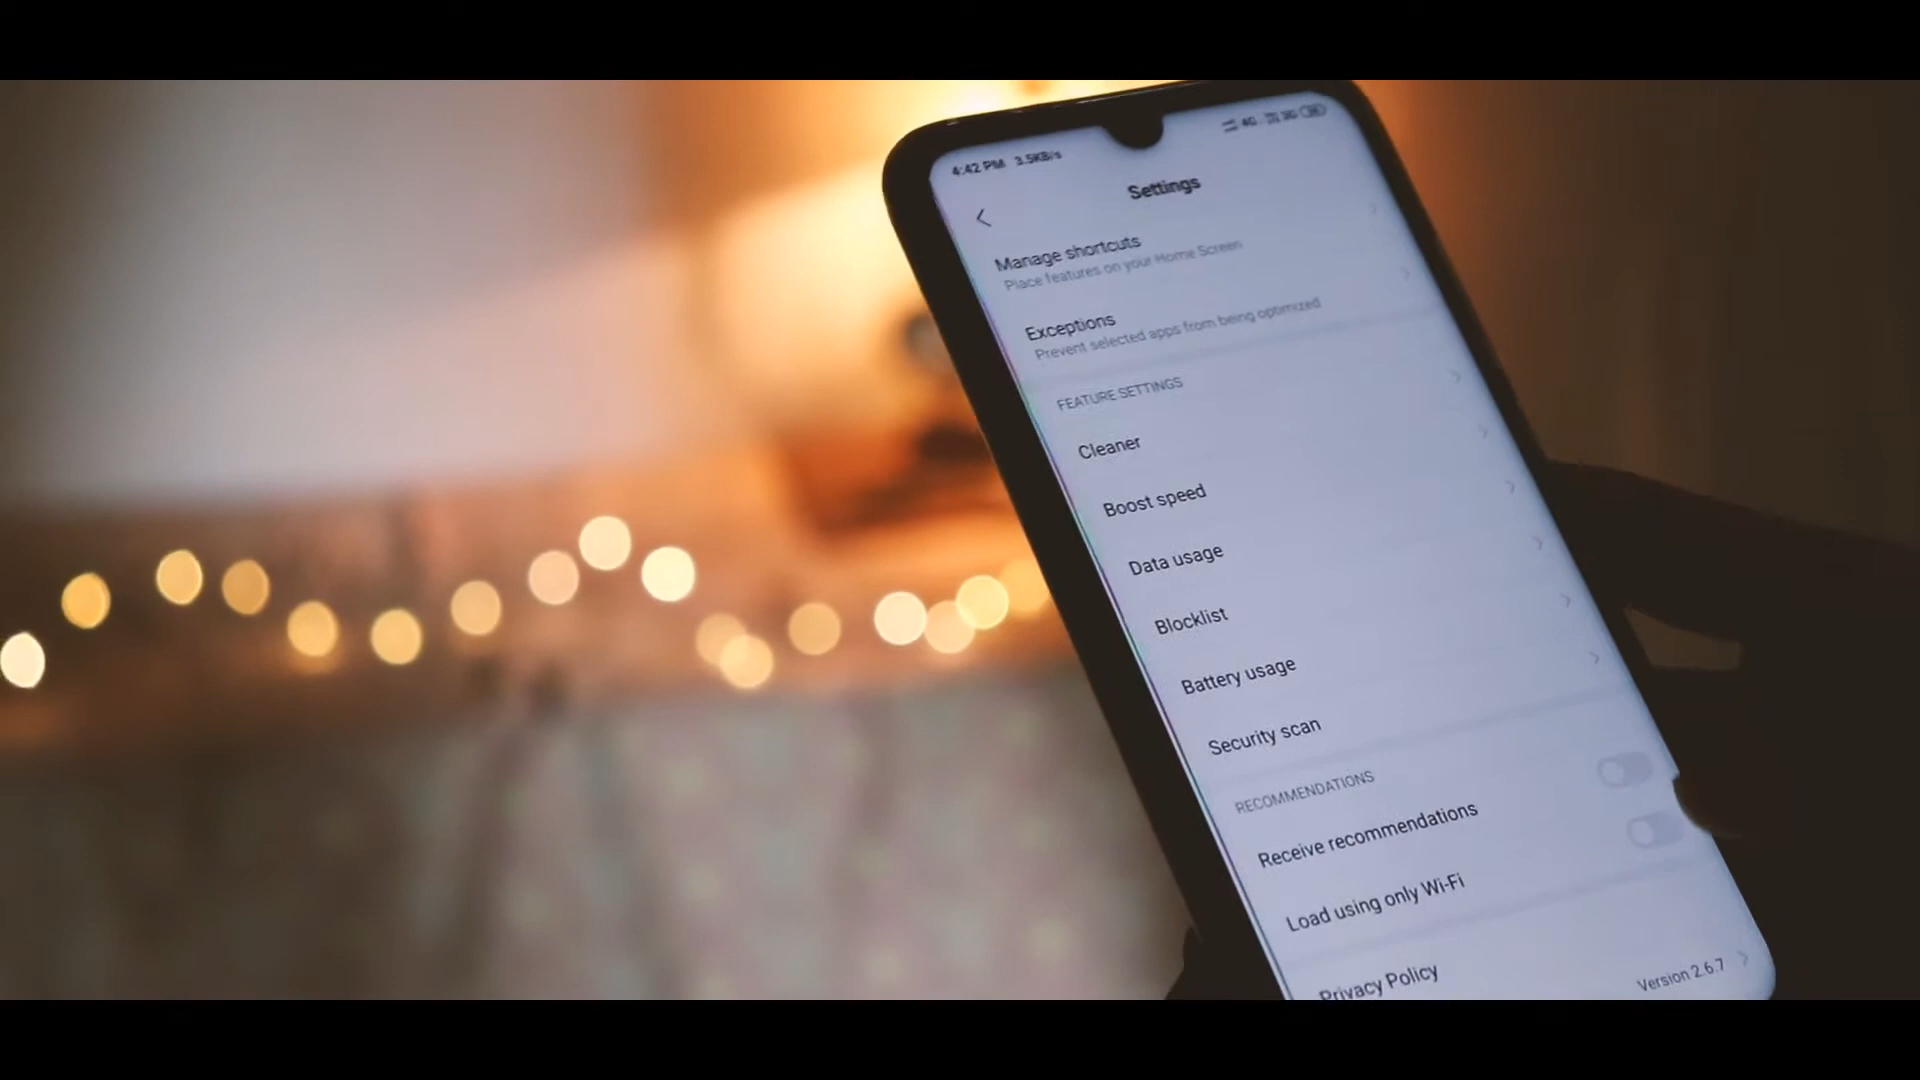 4:42 PM 3.5KB/s
Settings
Manage shortcuts
Place features on your Home Screen
Exceptions
Prevent selected apps from being optimized
FEATURE SETTINGS
Cleaner
Boost speed
Data usage
Blocklist
Battery usage
Security scan
RECOMMENDATIONS
Receive recommendations
Load using only Wi-Fi
Privacy Policy
Version 2.6.7